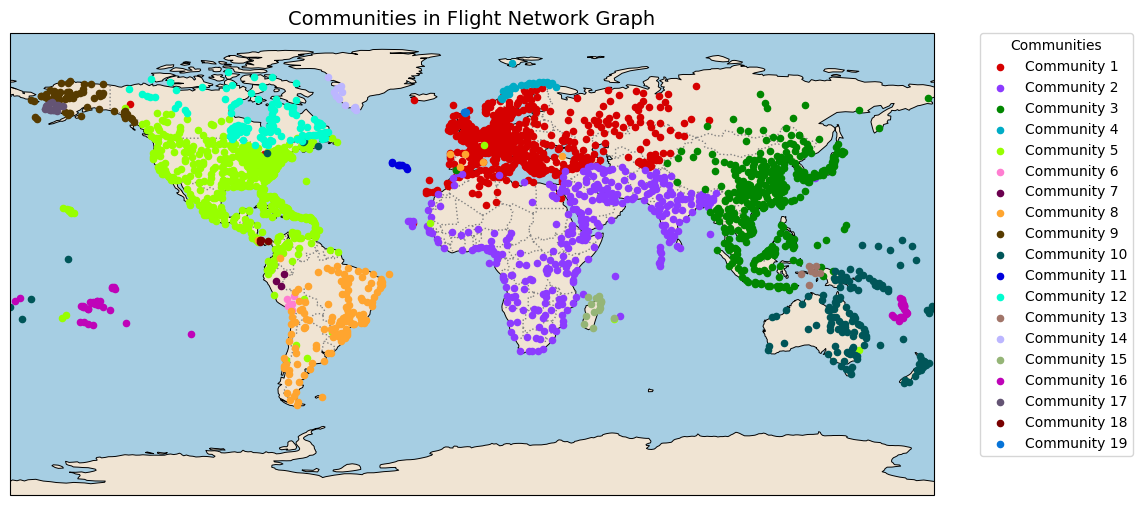 Communities in Flight Network Graph
Communities
Community 1
Community 2
Community 3
Community 4
Community 5
Community 6
Community 7
Community 8
Community 9
Community 10
Community 11
Community 12
Community 13
Community 14
Community 15
Community 16
Community 17
Community 18
Community 19